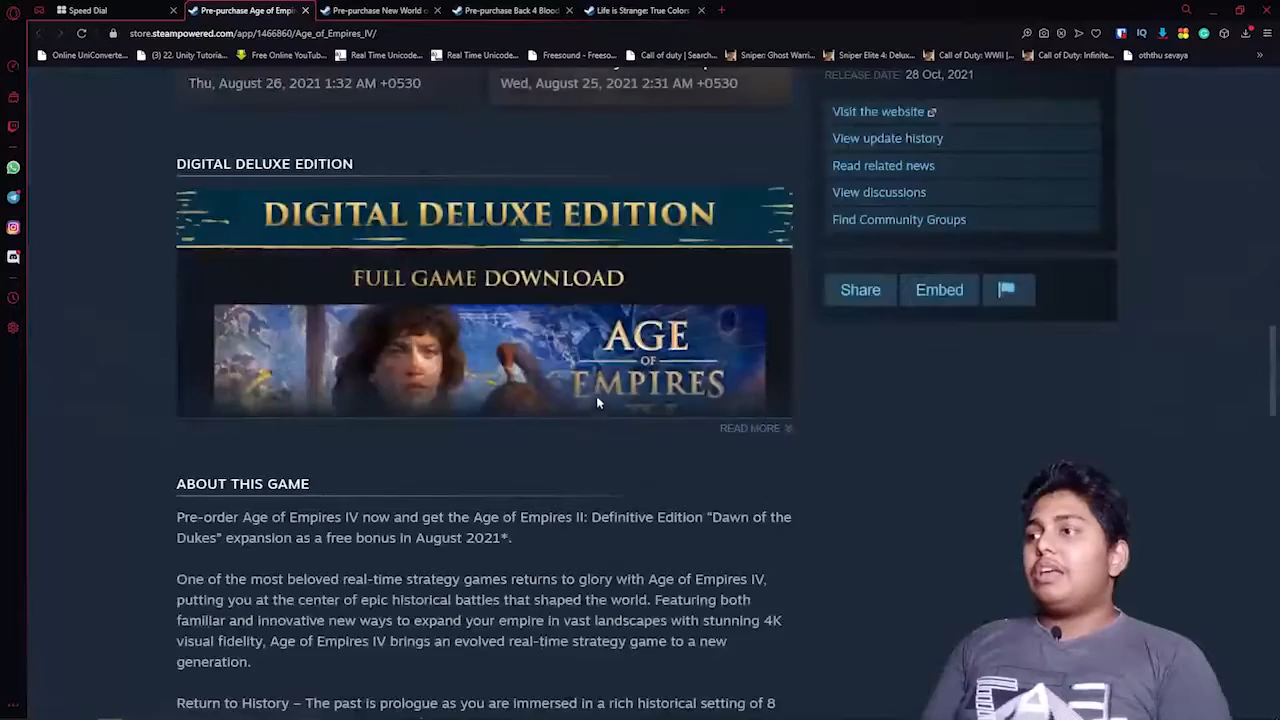 Speed Dial
Pre-purchase Age of Empi
Pre-purchase New World o
Pre-purchase Back 4 Blood
Life is Strange: True Colors
store.steampowered.com/app/1466860/Age_of_Empires_IV/
Online UniConverte...
(3) 22. Unity Tutoria...
Free Online YouTub...
Real Time Unicode...
Real Time Unicode...
Freesound - Freeso...
Call of duty | Search...
Sniper: Ghost Warri...
Sniper Elite 4: Delux...
Call of Duty: WWii |...
Call of Duty: Infinite...
oththu sevaya
Thu, August 26, 2021 1:32 AM +0530
Wed, August 25, 2021 2:31 AM +0530
RELEASE DATE: 28 Oct, 2021
Visit the website
View update history
Read related news
View discussions
Find Community Groups
Share
Embed
DIGITAL DELUXE EDITION
DIGITAL DELUXE EDITION
FULL GAME DOWNLOAD
AGE
OF
EMPIRES
READ MORE
ABOUT THIS GAME
Pre-order Age of Empires IV now and get the Age of Empires II: Definitive Edition “Dawn of the
Dukes” expansion as a free bonus in August 2021*.
One of the most beloved real-time strategy games returns to glory with Age of Empires IV,
putting you at the center of epic historical battles that shaped the world. Featuring both
familiar and innovative new ways to expand your empire in vast landscapes with stunning 4K
visual fidelity, Age of Empires IV brings an evolved real-time strategy game to a new
generation.
Return to History – The past is prologue as you are immersed in a rich historical setting of 8